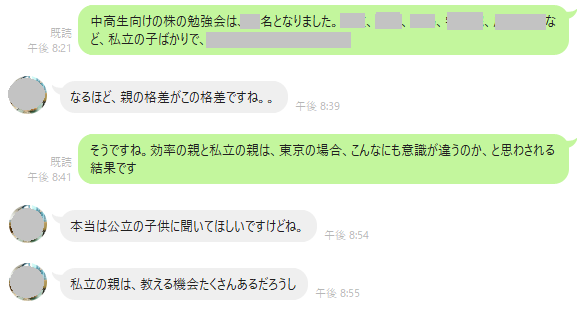 中高生向けの株の勉強会は、名となりました。、、、、な
ど、私立の子ばかりで、
既読
午後 8:21
なるほど、親の格差がこの格差ですね。。
午後 8:39
そうですね。効率の親と私立の親は、東京の場合、こんなにも意識が違うのか、と思わされる
結果です
既読
午後 8:41
本当は公立の子供に聞いてほしいですけどね。
午後 8:54
私立の親は、教える機会たくさんあるだろうし
午後 8:55